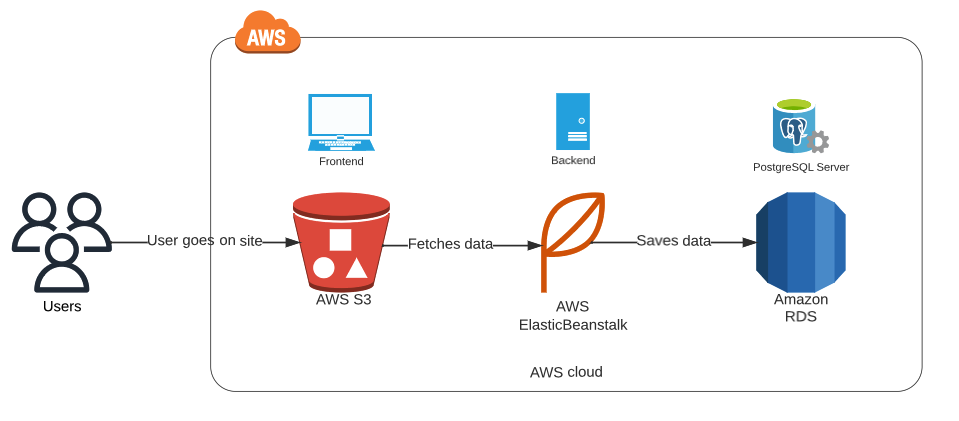 AWS
Frontend
Backend
PostgreSQL Server
User goes on site
Fetches data
Saves data
Users
AWS S3
AWS
ElasticBeanstalk
Amazon
RDS
AWS cloud